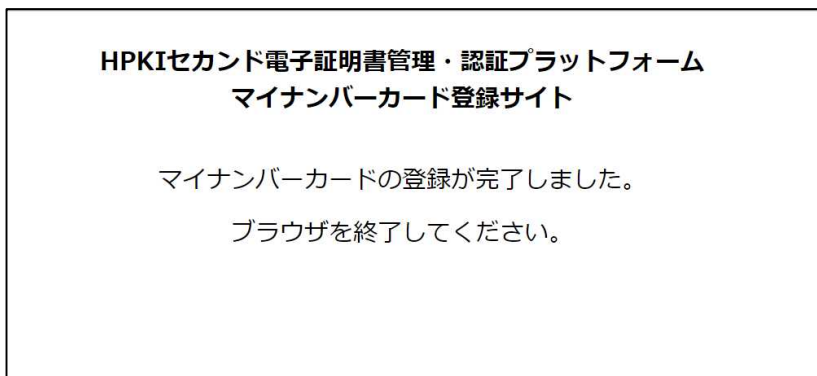 HPKIセカンド電子証明書管理・認証プラットフォーム
マイナンバーカード登録サイト
マイナンバーカードの登録が完了しました。
ブラウザを終了してください。